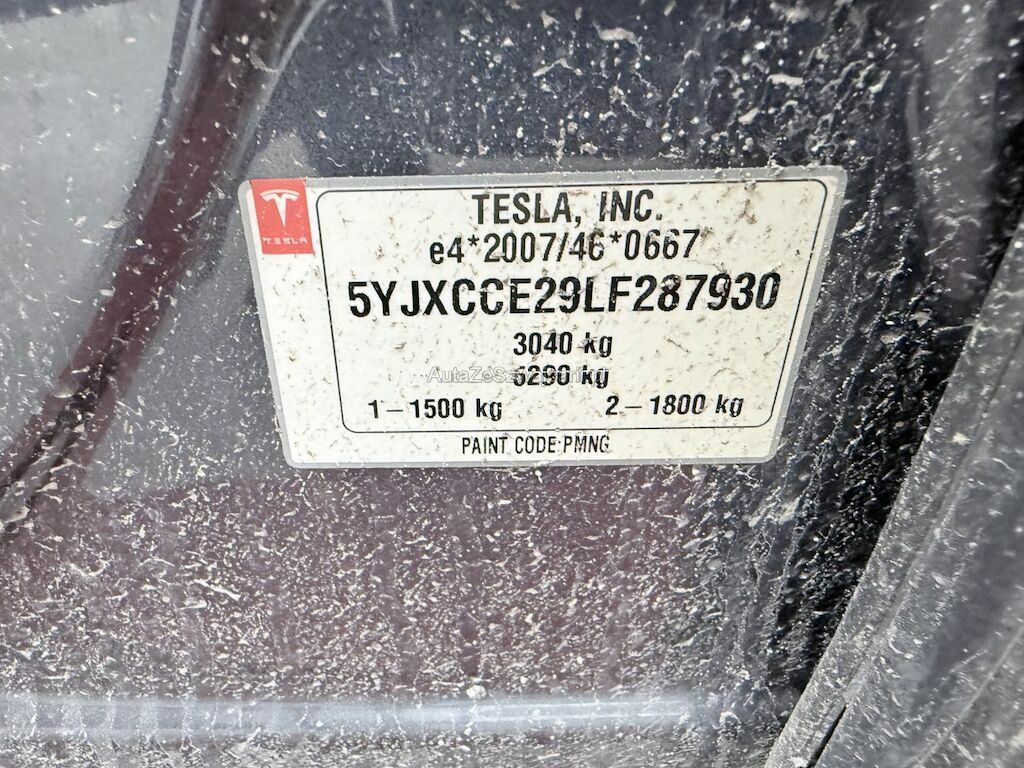 TESLA
TESLA, INC.
e4*2007/46*0667
5YJXCCE29LF287930
3040 kg
5290 kg
1–1500 kg 2–1800 kg
PAINT CODE:PMNG